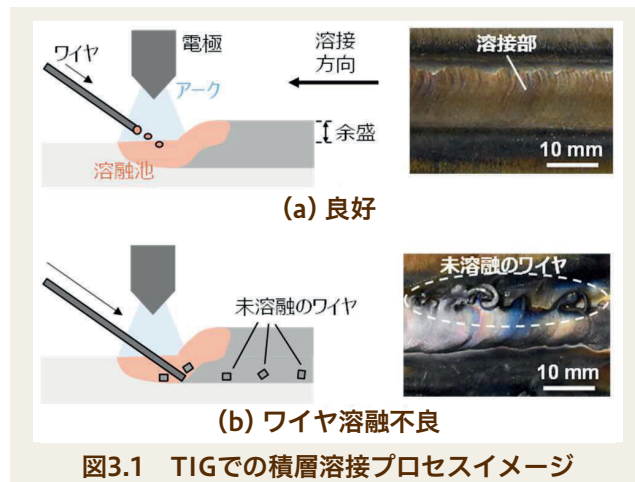 ワイヤ
電極
アーク
溶接
方向
余盛
溶融池
溶接部
10 mm
(a) 良好
未溶融のワイヤ
未溶融のワイヤ
10 mm
(b) ワイヤ溶融不良
図3.1 TIGでの積層溶接プロセスイメージ